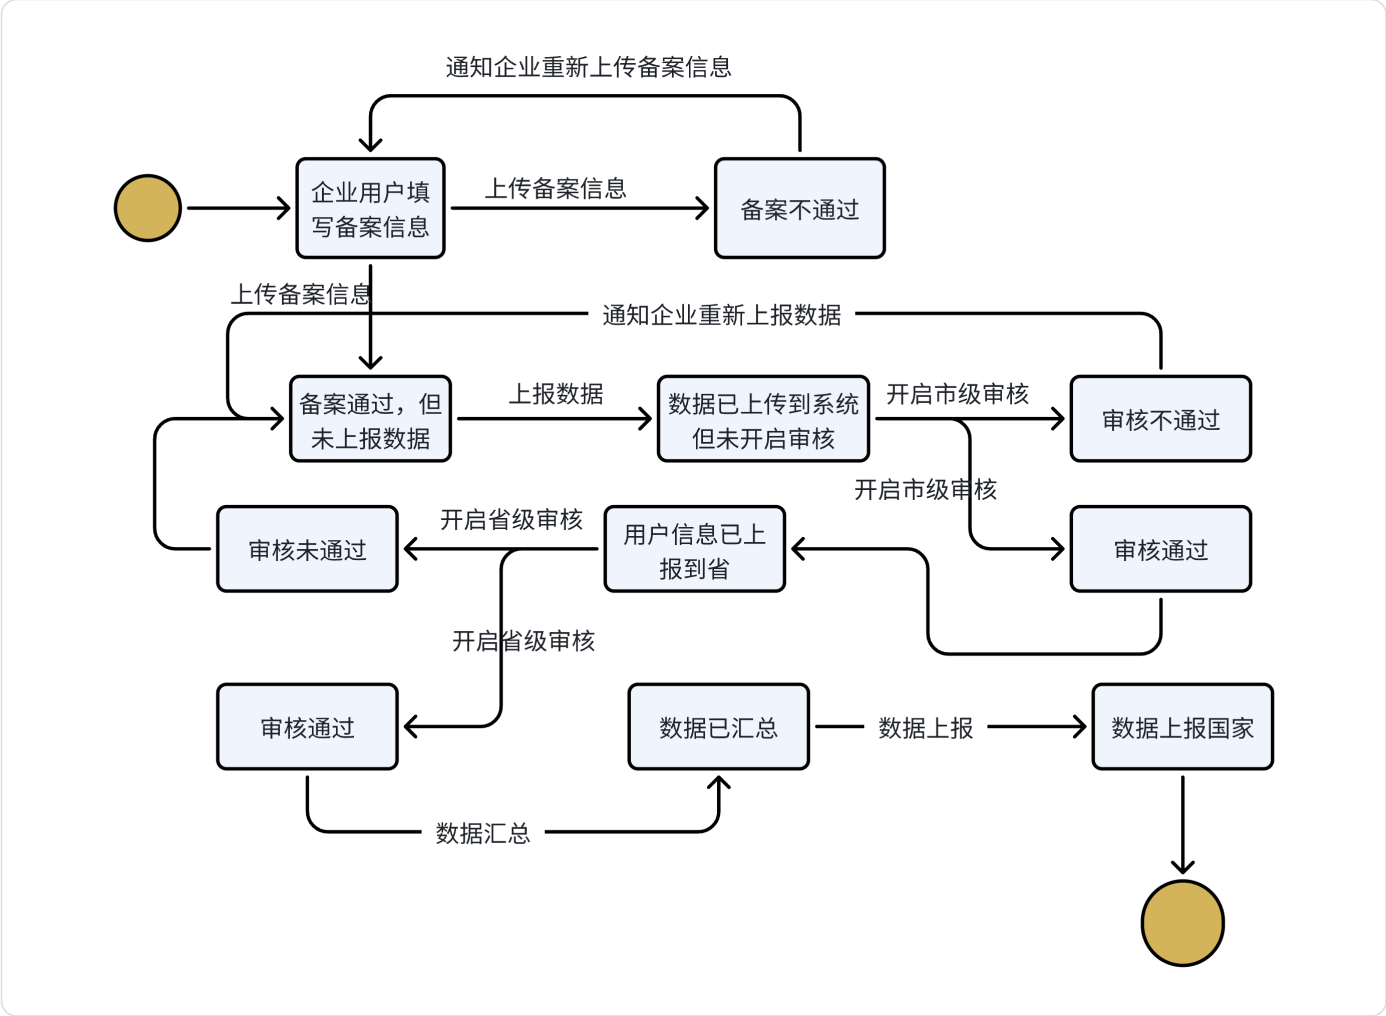 通知企业重新上传备案信息
企业用户填
写备案信息
上传备案信息
备案不通过
上传备案信息
通知企业重新上报数据
备案通过，但
未上报数据
上报数据
数据已上传到系统
但未开启审核
开启市级审核
审核不通过
开启市级审核
审核未通过
开启省级审核
用户信息已上
报到省
审核通过
开启省级审核
审核通过
数据已汇总
数据上报
数据上报国家
数据汇总